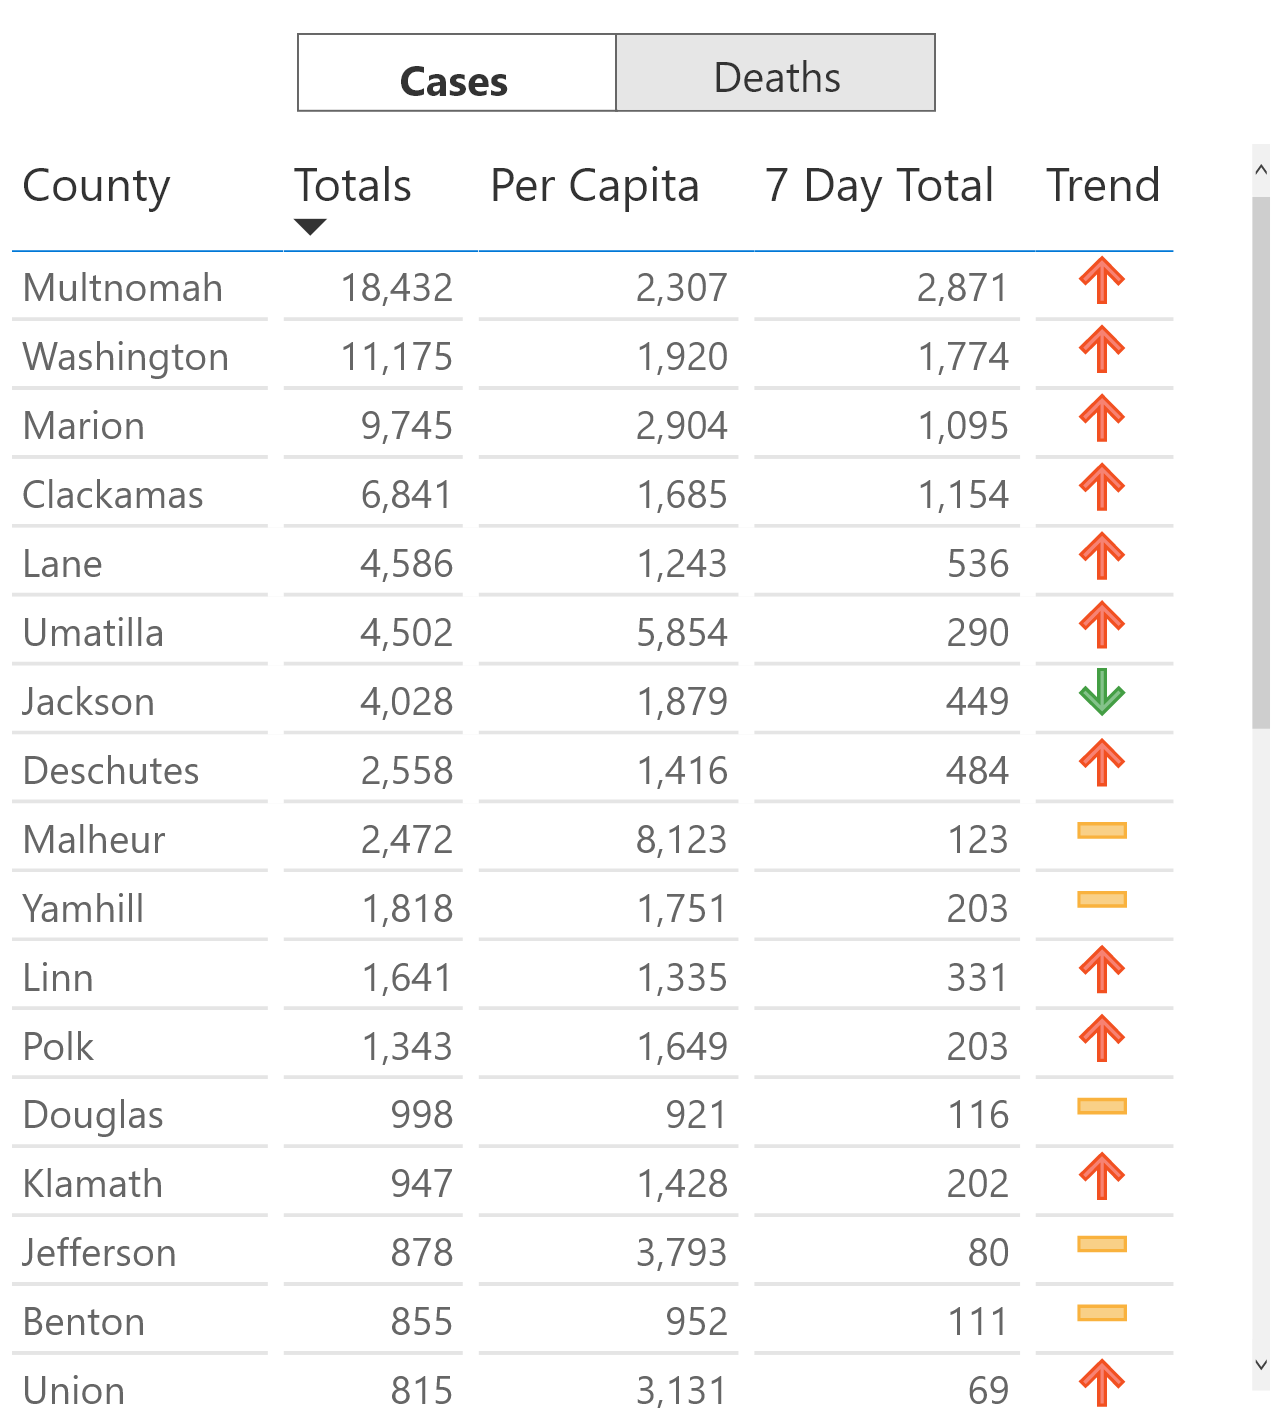 Cases Deaths
County Totals Per Capita 7 Day Total Trend
Multnomah 18,432 2,307 2,871
Washington 11,175 1,920 1,774
Marion 9,745 2,904 1,095
Clackamas 6,841 1,685 1,154
Lane 4,586 1,243 536
Umatilla 4,502 5,854 290
Jackson 4,028 1,879 449
Deschutes 2,558 1,416 484
Malheur 2,472 8,123 123
Yamhill 1,818 1,751 203
Linn 1,641 1,335 331
Polk 1,343 1,649 203
Douglas 998 921 116
Klamath 947 1,428 202
Jefferson 878 3,793 80
Benton 855 952 111
Union 815 3,131 69